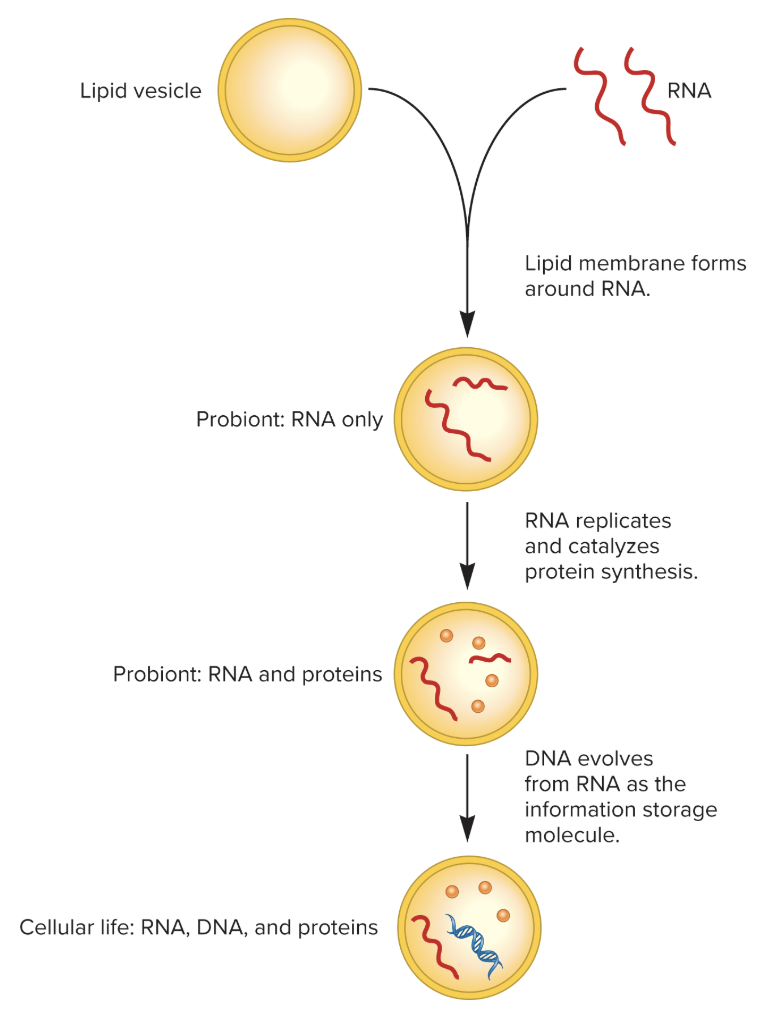 Lipid vesicle
RNA
Lipid membrane forms
around RNA.
Probiont: RNA only
RNA replicates
and catalyzes
protein synthesis.
Probiont: RNA and proteins
DNA evolves
from RNA as the
information storage
molecule.
Cellular life: RNA, DNA, and proteins